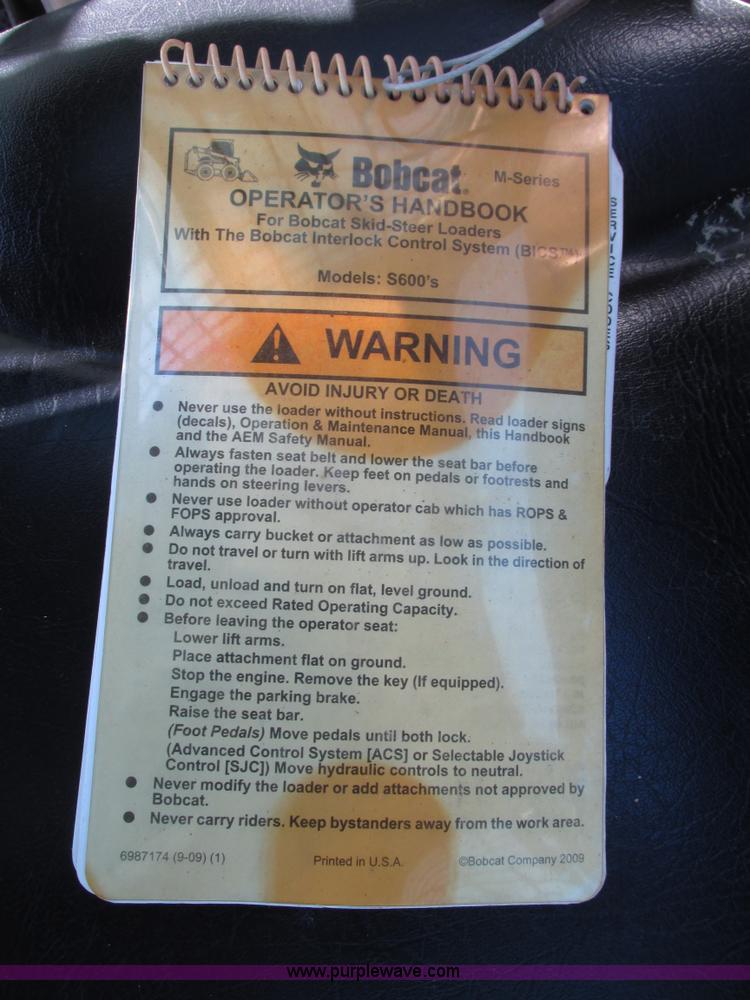 Bobcat. M-Series
OPERATOR'S HANDBOOK
For Bobcat Skid-Steer Loaders
With The Bobcat Interlock Control System (BICS™)
Models: S600's
WARNING
AVOID INJURY OR DEATH
● Never use the loader without instructions. Read loader signs
(decals), Operation & Maintenance Manual, this Handbook
and the AEM Safety Manual.
● Always fasten seat belt and lower the seat bar before
operating the loader. Keep feet on pedals or footrests and
hands on steering levers.
● Never use loader without operator cab which has ROPS &
FOPS approval.
● Always carry bucket or attachment as low as possible.
● Do not travel or turn with lift arms up. Look in the direction of
travel.
● Load, unload and turn on flat, level ground.
● Do not exceed Rated Operating Capacity.
● Before leaving the operator seat:
Lower lift arms.
Place attachment flat on ground.
Stop the engine. Remove the key (If equipped).
Engage the parking brake.
Raise the seat bar.
(Foot Pedals) Move pedals until both lock.
(Advanced Control System [ACS] or Selectable Joystick
Control [SJC]) Move hydraulic controls to neutral.
● Never modify the loader or add attachments not approved by
Bobcat.
● Never carry riders. Keep bystanders away from the work area.
6987174 (9-09) (1) Printed in U.S.A. ©Bobcat Company 2009
www.purplewave.com